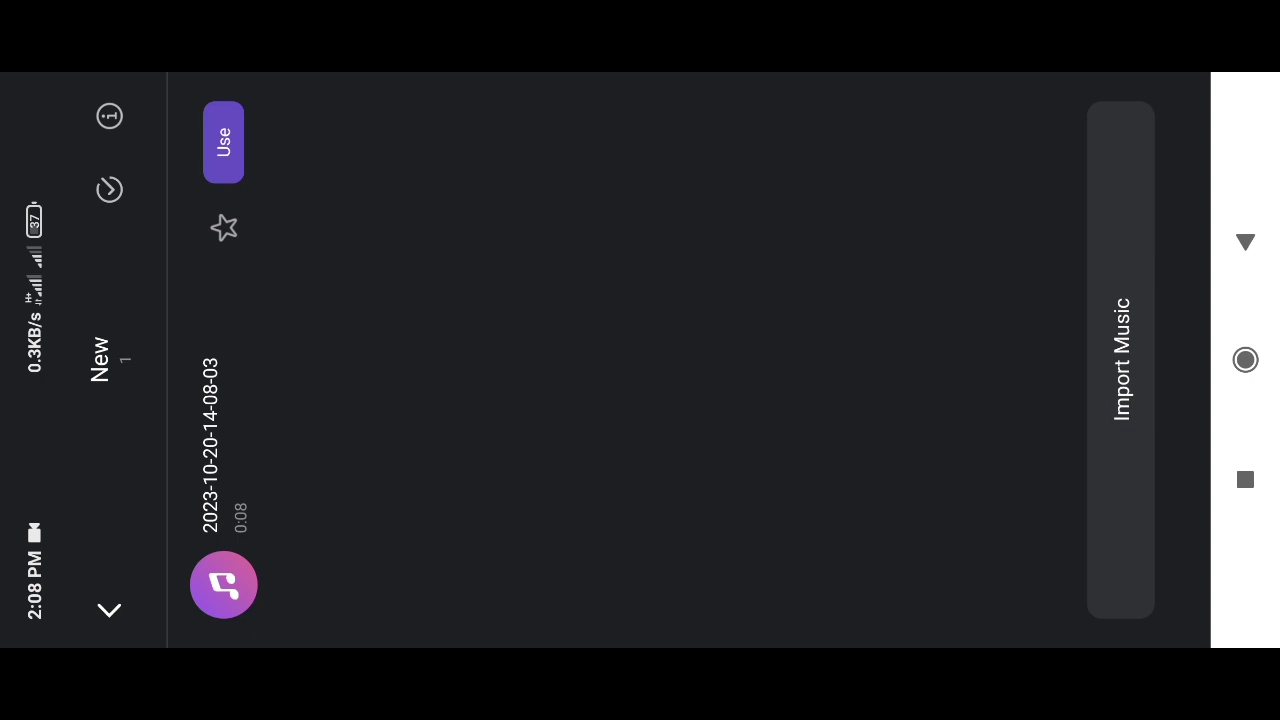 2:08 PM
0.3KB/s
H+
37
New
1
2023-10-20-14-08-03
0:08
Use
Import Music